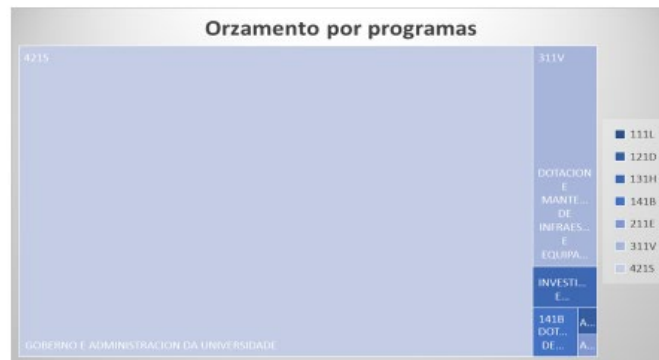 Orzamento por programas
421S
GOBERNO E ADMINISTRACION DA UNIVERSIDADE
311V
DOTACION
E
MANTE...
DE
INFRAES...
E
EQUIPA...
INVESTI...
E...
141B
DOT...
DE...
A...
A...
111L
121D
131H
141B
211E
311V
421S